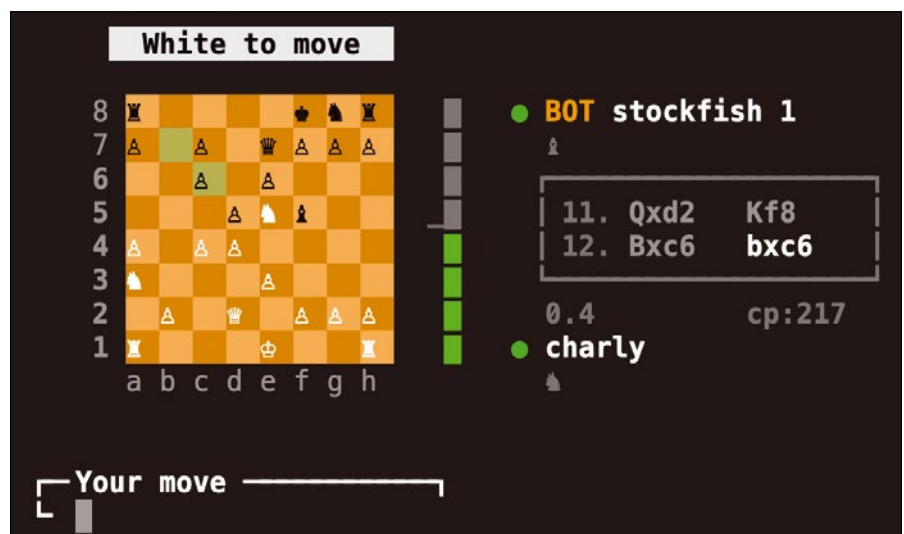 White to move
8
7
6
5
4
3
2
1
a b c d e f g h
BOT stockfish 1
11. Qxd2 Kf8
12. Bxc6 bxc6
0.4 cp:217
charly
Your move